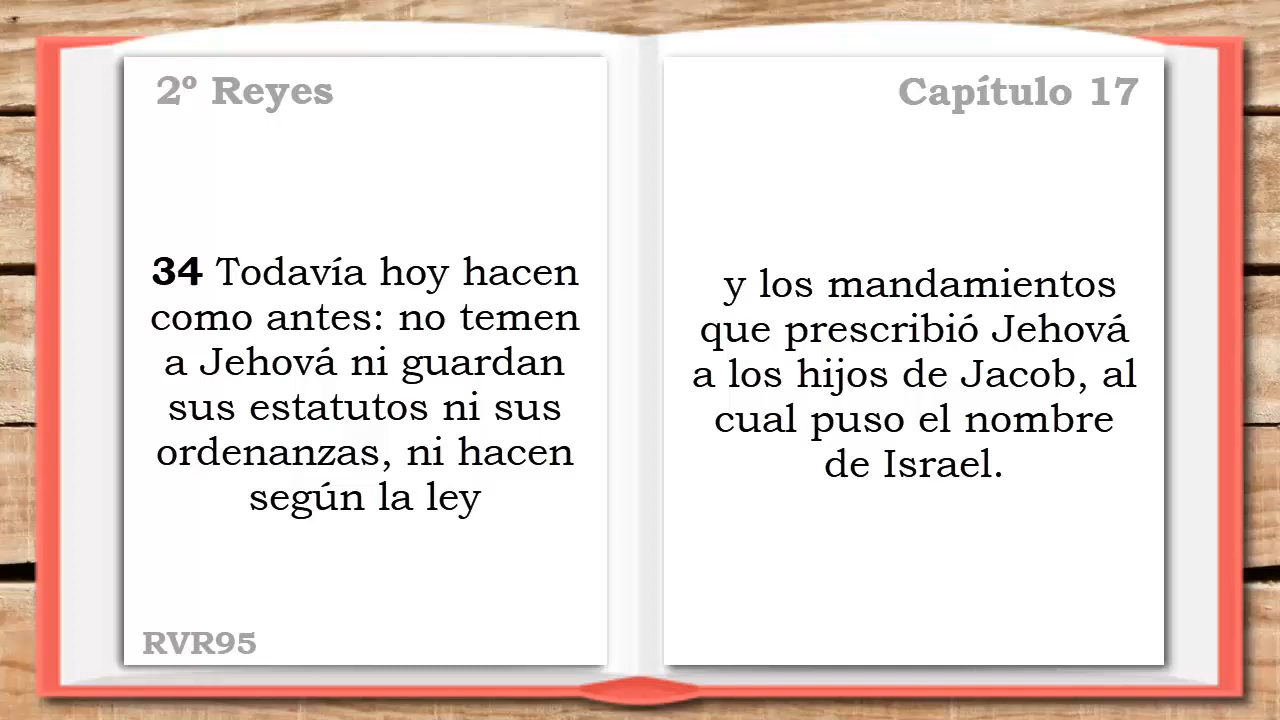 2º Reyes
34 Todavía hoy hacen
como antes: no temen
a Jehová ni guardan
sus estatutos ni sus
ordenanzas, ni hacen
según la ley
RVR95
Capítulo 17
y los mandamientos
que prescribió Jehová
a los hijos de Jacob, al
cual puso el nombre
de Israel.